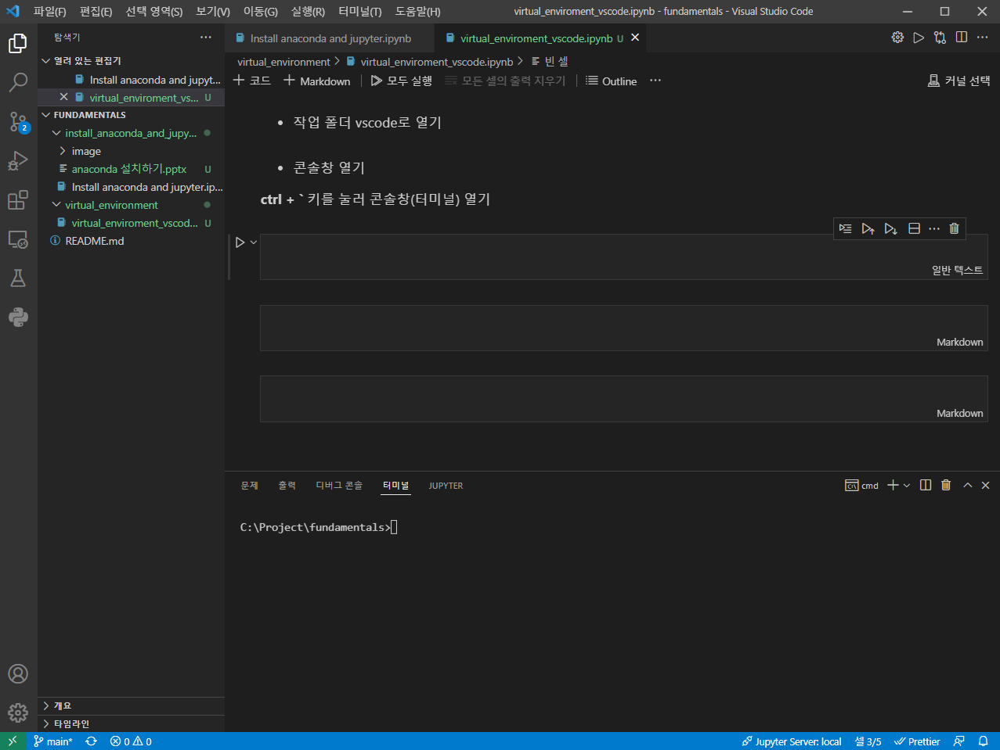 파일(F) 편집(E) 선택 영역(S) 보기(V) 이동(G) 실행(R) 터미널(T) 도움말(H) virtual_enviroment_vscode.ipynb - fundamentals - Visual Studio Code
탐색기
Install anaconda and jupyter.ipynb
virtual_enviroment_vscode.ipynb U
열려 있는 편집기
Install anaconda and jupyt...
virtual_enviroment_vs... U
FUNDAMENTALS
install_anaconda_and_jupy...
image
anaconda 설치하기.pptx U
Install anaconda and jupyter.ip...
virtual_environment
virtual_enviroment_vscod... U
README.md
개요
타임라인
virtual_environment > virtual_enviroment_vscode.ipynb > 빈 셀
코드 Markdown 모두 실행 모든 셀의 출력 지우기 Outline ... 커널 선택
• 작업 폴더 vscode로 열기
• 콘솔창 열기
ctrl + ` 키를 눌러 콘솔창(터미널) 열기
일반 텍스트
Markdown
Markdown
문제 출력 디버그 콘솔 터미널 JUPYTER cmd
C:\Project\fundamentals>
2
main* 0 0 Jupyter Server: local 셀 3/5 Prettier